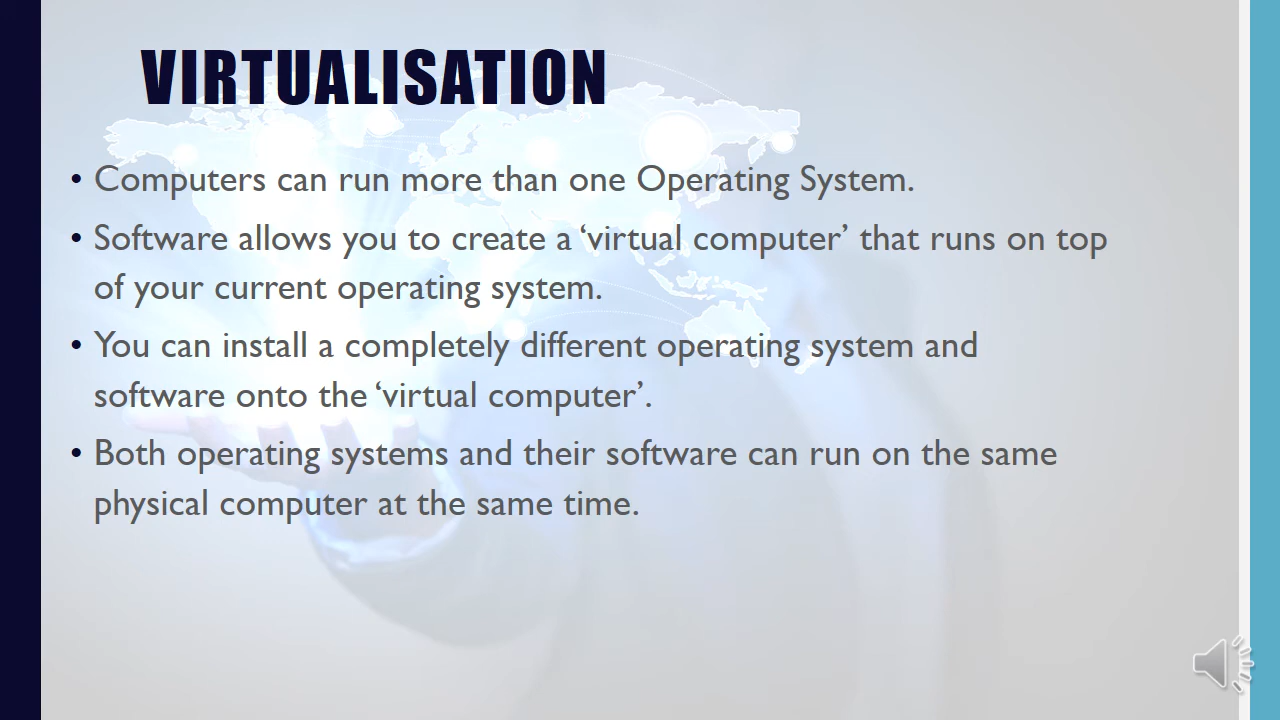 VIRTUALISATION
• Computers can run more than one Operating System.
• Software allows you to create a ‘virtual computer’ that runs on top
of your current operating system.
• You can install a completely different operating system and
software onto the ‘virtual computer’.
• Both operating systems and their software can run on the same
physical computer at the same time.